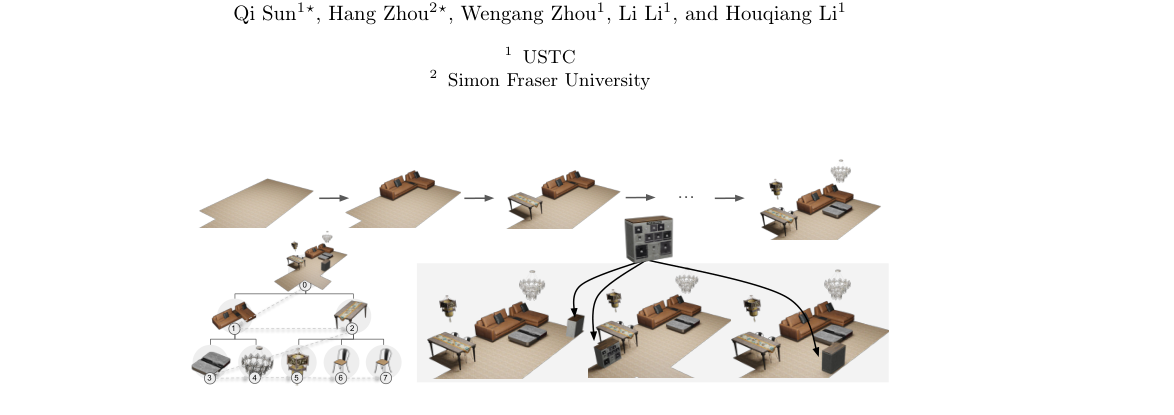 Qi Sun¹⋆, Hang Zhou²⋆, Wengang Zhou¹, Li Li¹, and Houqiang Li¹
¹ USTC
² Simon Fraser University
...
0
1 2
3 4 5 6 7